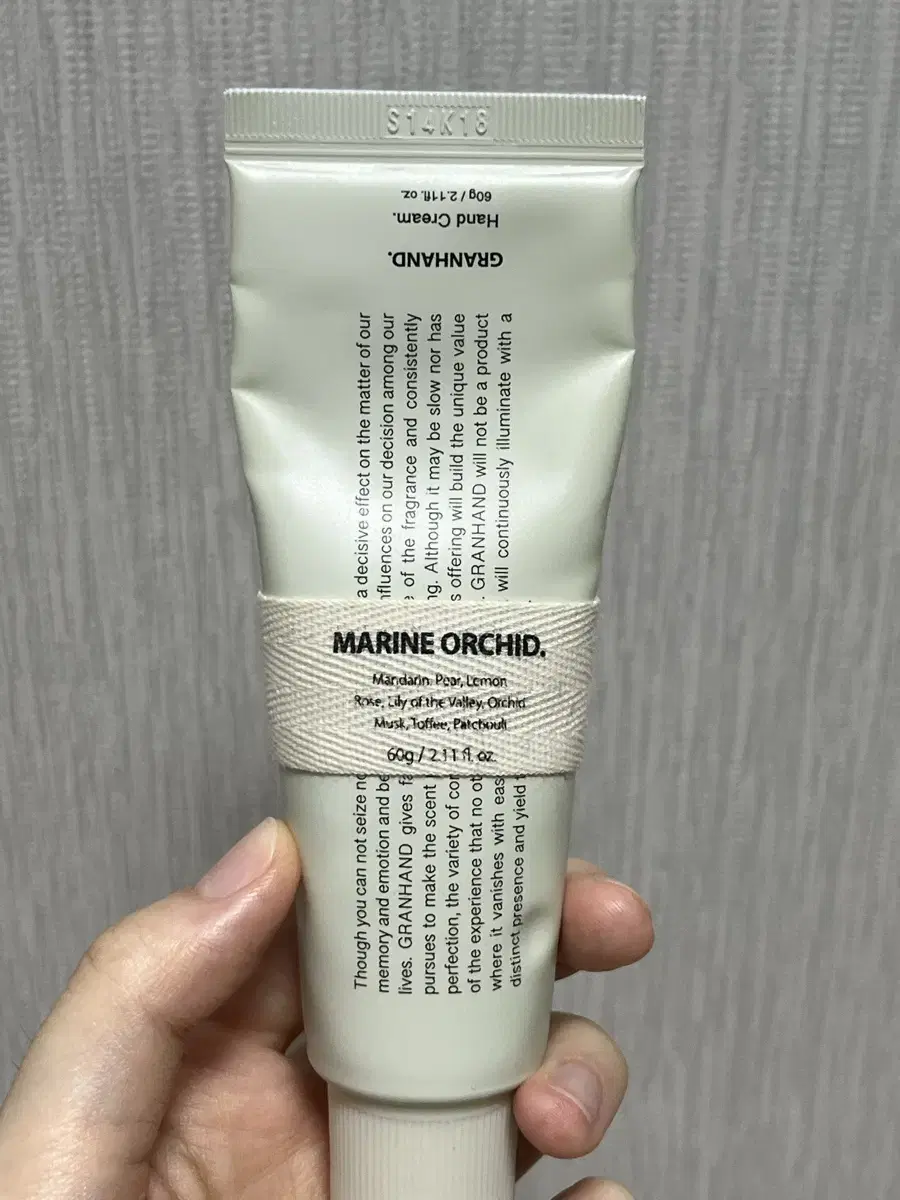 S14K18
60g / 2.11fl. oz.
Hand Cream.
GRANHAND.
MARINE ORCHID.
Mandarin, Pear, Lemon
Rose, Lily of the Valley, Orchid
Musk, Toffee, Patchouli
60g / 2.11 fl. oz.
Though you can not seize a decisive effect on the matter of our
memory and emotion and on our decision among our
lives. GRANHAND gives of the fragrance and consistently
pursues to make the scent Although it may be slow nor has
perfection, the variety of offering will build the unique value
of the experience that no GRANHAND will not be a product
where it vanishes with will continuously illuminate with a
distinct presence and yield